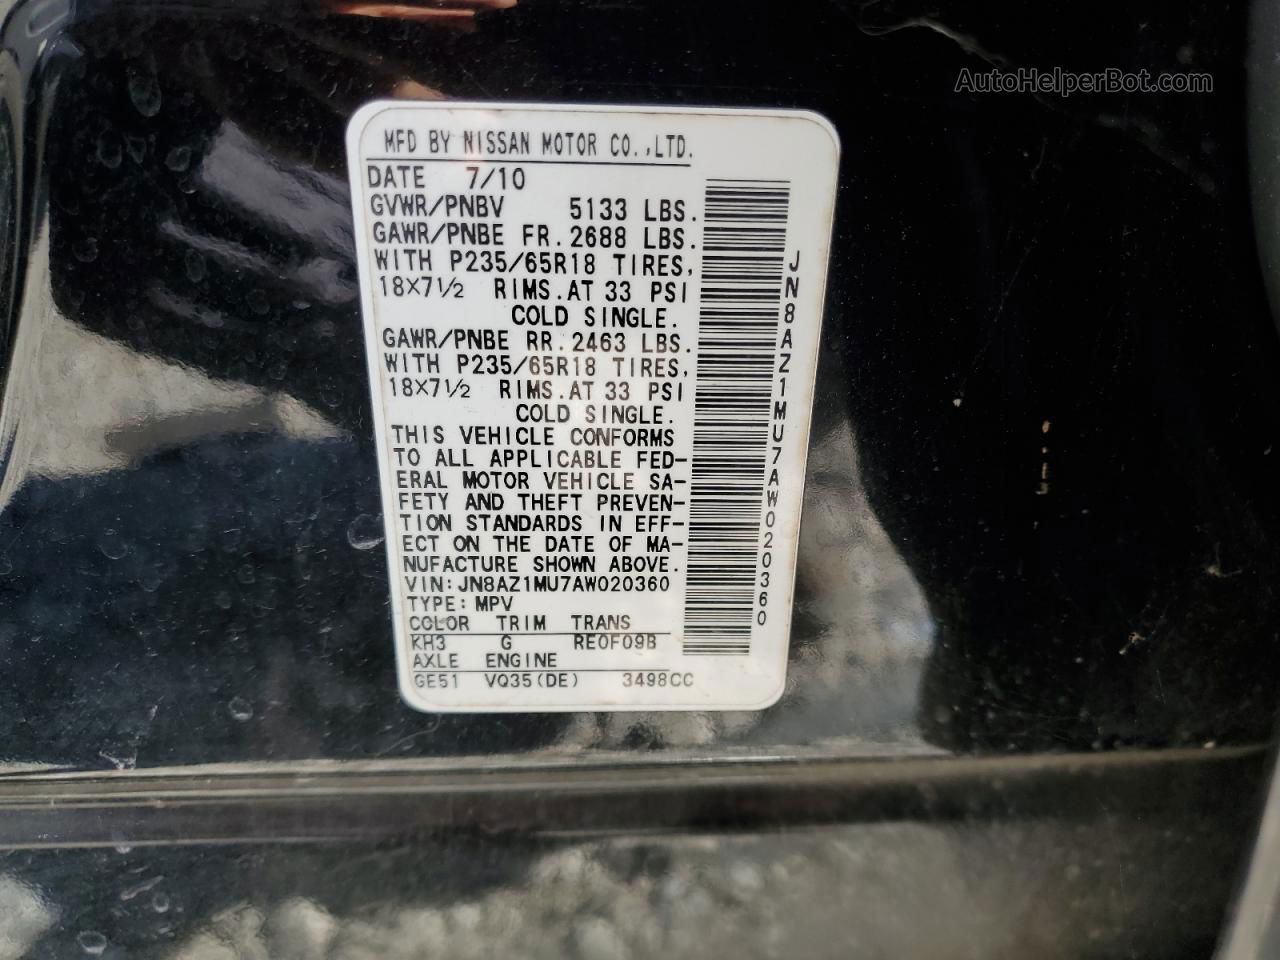 AutoHelperBot.com
MFD BY NISSAN MOTOR CO.,LTD.
DATE 7/10
GVWR/PNBV 5133 LBS.
GAWR/PNBE FR. 2688 LBS.
WITH P235/65R18 TIRES,
18X7½ RIMS. AT 33 PSI
COLD SINGLE.
GAWR/PNBE RR. 2463 LBS.
WITH P235/65R18 TIRES,
18X7½ RIMS. AT 33 PSI
COLD SINGLE.
THIS VEHICLE CONFORMS
TO ALL APPLICABLE FED-
ERAL MOTOR VEHICLE SA-
FETY AND THEFT PREVEN-
TION STANDARDS IN EFF-
ECT ON THE DATE OF MA-
NUFACTURE SHOWN ABOVE.
VIN: JN8AZ1MU7AW020360
TYPE: MPV
COLOR TRIM TRANS
KH3 G RE0F09B
AXLE ENGINE
GE51 VQ35(DE) 3498CC
JN8AZ1MU7AW020360